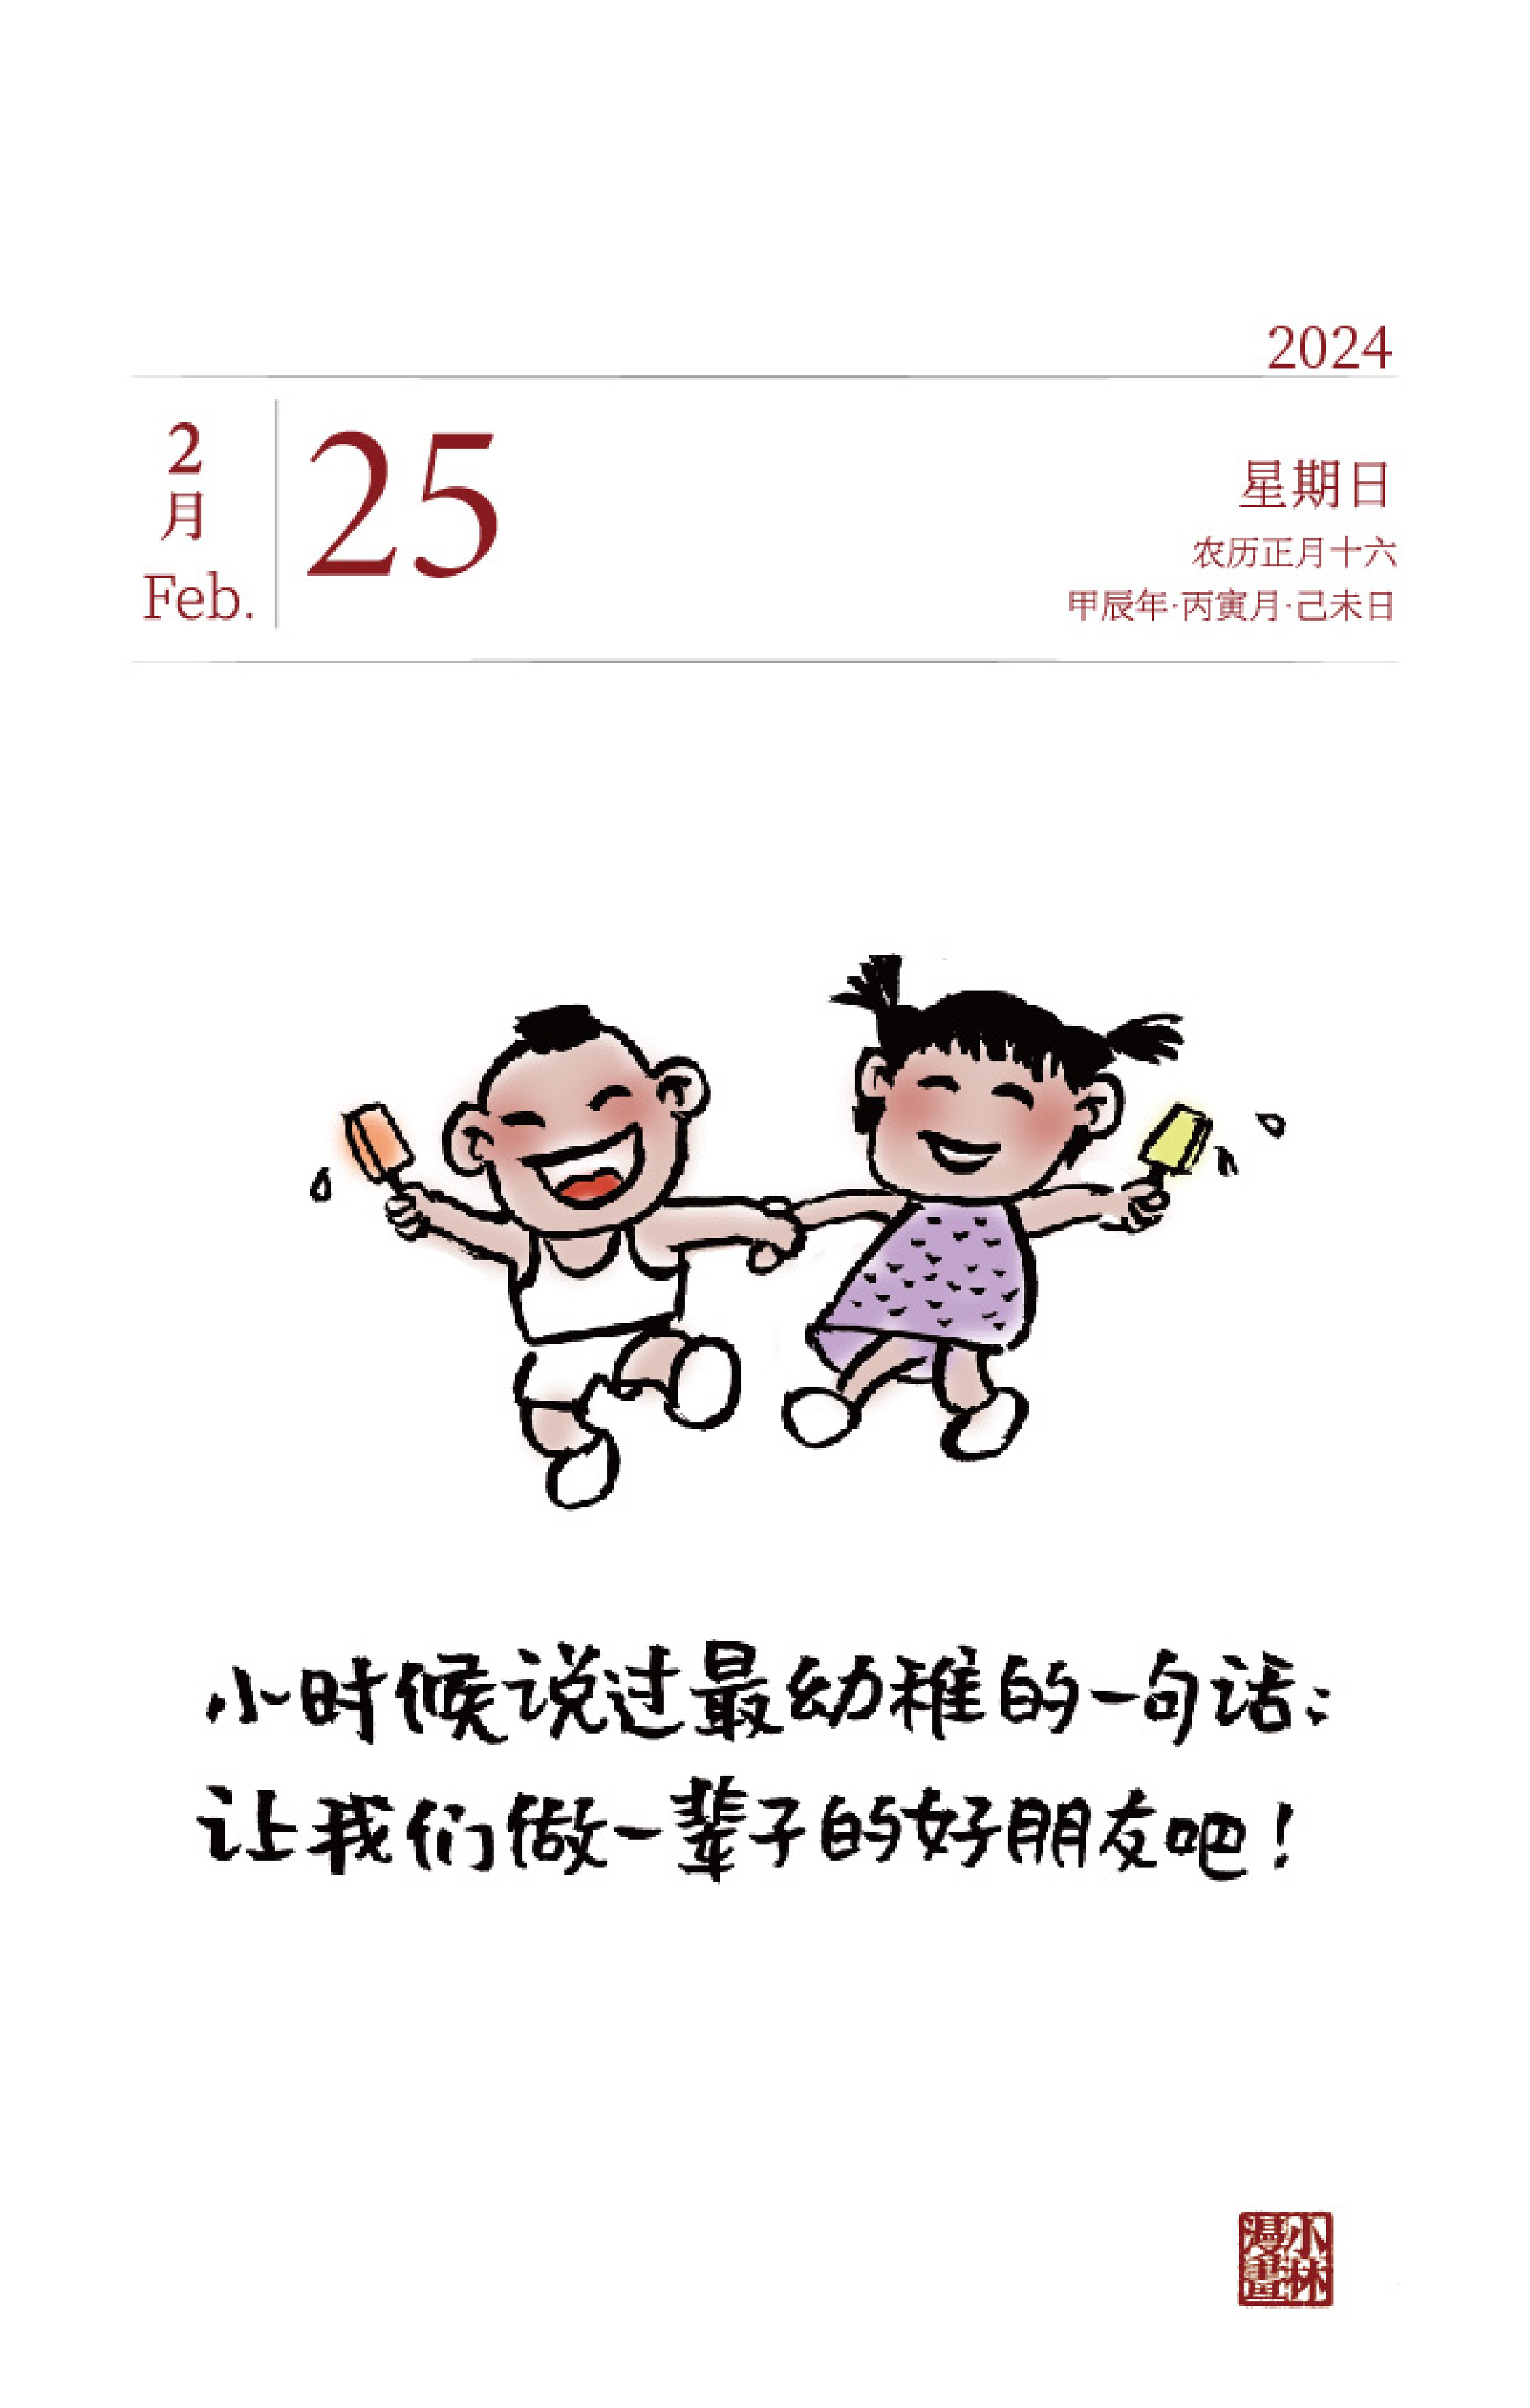 2024
2
月
Feb.
25
星期日
农历正月十六
甲辰年·丙寅月·己未日
小时候说过最幼稚的一句话:
让我们做一辈子的好朋友吧!
小林
漫畫